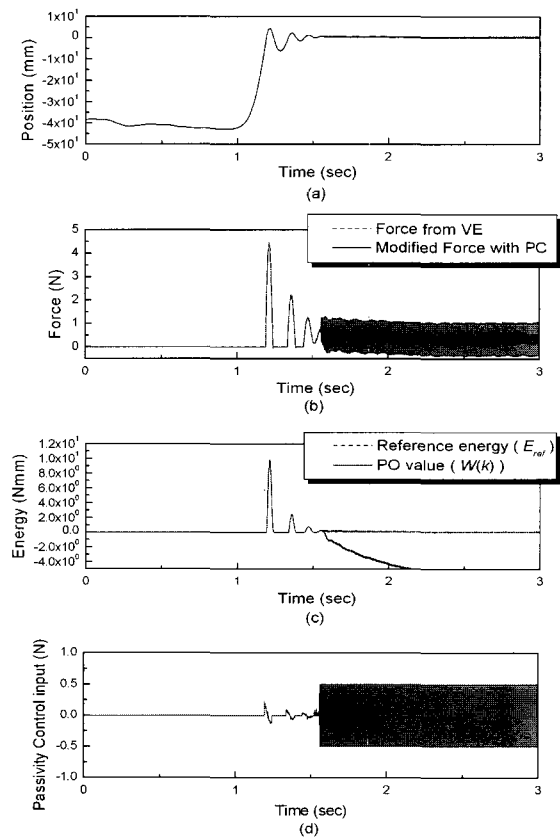 1x10¹
0
-1x10¹
-2x10¹
-3x10¹
-4x10¹
-5x10¹
Position (mm)
0 1 2 3
Time (sec)
(a)
Force from VE
Modified Force with PC
5
4
3
2
1
0
Force (N)
0 1 2 3
Time (sec)
(b)
Reference energy ( E_ref )
PO value ( W(k) )
1.2x10¹
1.0x10¹
8.0x10⁰
6.0x10⁰
4.0x10⁰
2.0x10⁰
0.0
-2.0x10⁰
-4.0x10⁰
Energy (Nmm)
0 1 2 3
Time (sec)
(c)
1.0
0.5
0.0
-0.5
-1.0
Passivity Control input (N)
0 1 2 3
Time (sec)
(d)